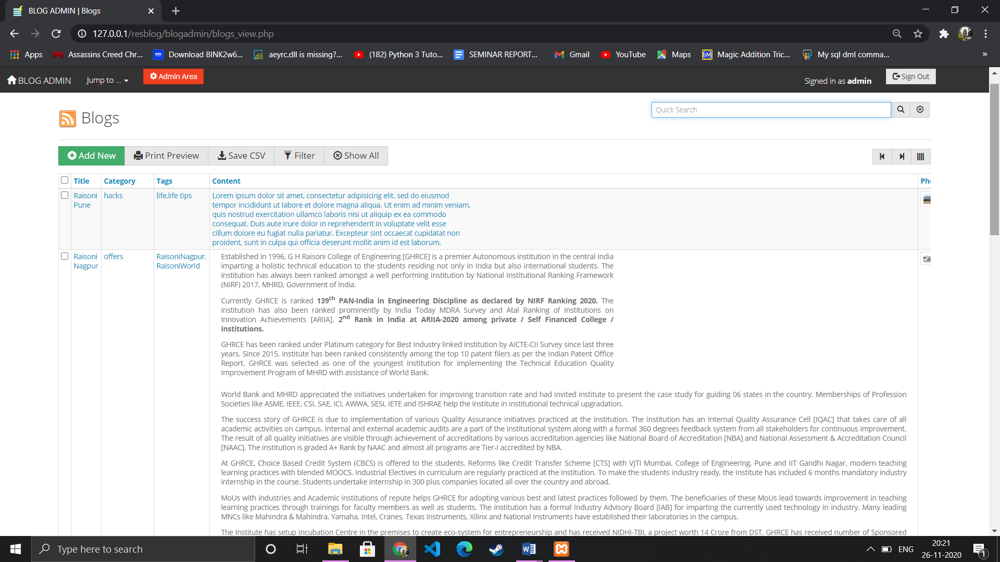 BLOG ADMIN | Blogs
127.0.0.1/resblog/blogadmin/blogs_view.php
Apps Assassins Creed Chr... Download BINK2w6... aeyrc.dll is missing?... (182) Python 3 Tuto... SEMINAR REPORT... Gmail YouTube Maps Magic Addition Tric... My sql dml comma... »
BLOG ADMIN Jump to ... Admin Area Signed in as admin Sign Out
Quick Search
Blogs
Add New Print Preview Save CSV Filter Show All
Title Category Tags Content Pho
Raisoni Pune
hacks
life,life tips
Lorem ipsum dolor sit amet, consectetur adipisicing elit, sed do eiusmod
tempor incididunt ut labore et dolore magna aliqua. Ut enim ad minim veniam,
quis nostrud exercitation ullamco laboris nisi ut aliquip ex ea commodo
consequat. Duis aute irure dolor in reprehenderit in voluptate velit esse
cillum dolore eu fugiat nulla pariatur. Excepteur sint occaecat cupidatat non
proident, sunt in culpa qui officia deserunt mollit anim id est laborum.
Raisoni Nagpur
offers
RaisoniNagpur,
RaisoniWorld
Established in 1996, G H Raisoni College of Engineering [GHRCE] is a premier Autonomous institution in the central India
imparting a holistic technical education to the students residing not only in India but also international students. The
institution has always been ranked amongst a well performing institution by National Institutional Ranking Framework
(NIRF) 2017, MHRD, Government of India.
Currently GHRCE is ranked 139th PAN-India in Engineering Discipline as declared by NIRF Ranking 2020. The
institution has also been ranked prominently by India Today MDRA Survey and Atal Ranking of Institutions on
Innovation Achievements [ARIIA]. 2nd Rank in India at ARIIA-2020 among private / Self Financed College /
institutions.
GHRCE has been ranked under Platinum category for Best Industry linked institution by AICTE-CII Survey since last three
years. Since 2015, institute has been ranked consistently among the top 10 patent filers as per the Indian Patent Office
Report. GHRCE was selected as one of the youngest institution for implementing the Technical Education Quality
Improvement Program of MHRD with assistance of World Bank.
World Bank and MHRD appreciated the initiatives undertaken for improving transition rate and had invited institute to present the case study for guiding 06 states in the country. Memberships of Profession
Societies like ASME, IEEE, CSI, SAE, ICI, AWWA, SESI, IETE and ISHRAE help the institute in institutional technical upgradation.
The success story of GHRCE is due to implementation of various Quality Assurance initiatives practiced at the institution. The institution has an Internal Quality Assurance Cell [IQAC] that takes care of all
academic activities on campus. Internal and external academic audits are a part of the institutional system along with a formal 360 degrees feedback system from all stakeholders for continuous improvement.
The result of all quality initiatives are visible through achievement of accreditations by various accreditation agencies like National Board of Accreditation [NBA] and National Assessment & Accreditation Council
[NAAC]. The institution is graded A+ Rank by NAAC and almost all programs are Tier-I accredited by NBA.
At GHRCE, Choice Based Credit System (CBCS) is offered to the students. Reforms like Credit Transfer Scheme [CTS] with VJTI Mumbai, College of Engineering, Pune and IIT Gandhi Nagar, modern teaching
learning practices with blended MOOCS, Industrial Electives in curriculum are regularly practiced at the institution. To make the students industry ready, the Institute has included 6 months mandatory industry
internship in the course. Students undertake internship in 300 plus companies located all over the country and abroad.
MoUs with industries and Academic institutions of repute helps GHRCE for adopting various best and latest practices followed by them. The beneficiaries of these MoUs lead towards improvement in teaching
learning practices through trainings for faculty members as well as students. The institution has a formal Industry Advisory Board [IAB] for imparting the currently used technology in industry. Many leading
MNCs like Mahindra & Mahindra, Yamaha, Intel, Cranes, Texas Instruments, Xilinx and National Instruments have established their laboratories in the campus.
The Institute has setup Incubation Centre in the premises to create eco-system for entrepreneurship and has received NIDHI-TBI, a project worth 14 Crore from DST. GHRCE has received number of Sponsored
Type here to search
ENG
20:21
26-11-2020
1